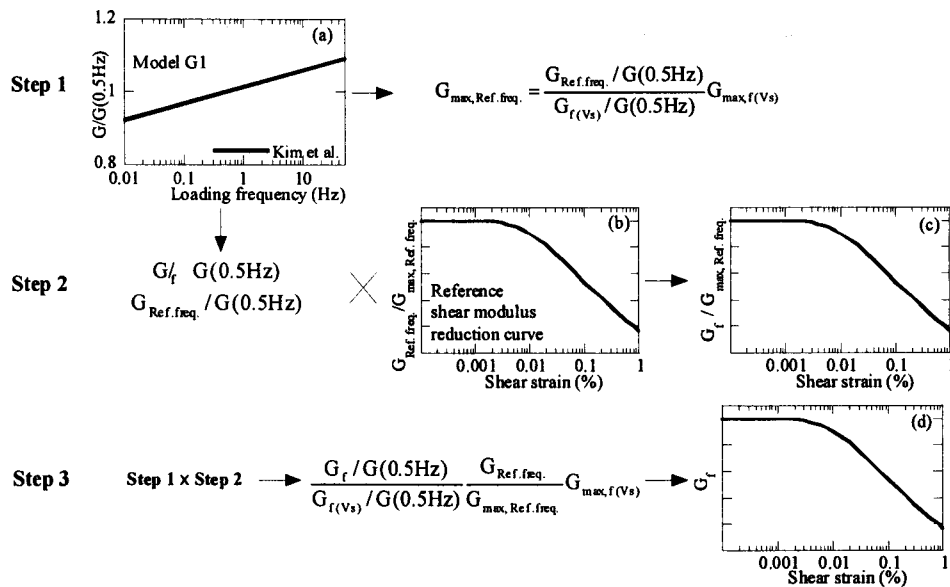 1.2
(a)
Model G1
1
0.8
G/G(0.5Hz)
Kim et al.
0.01 0.1 1 10
Loading frequency (Hz)
Step 1
G_max,Ref.freq. = (G_Ref.freq. / G(0.5Hz)) / (G_f(Vs) / G(0.5Hz)) G_max,f(Vs)
Step 2
G/f G(0.5Hz)
G_Ref.freq. / G(0.5Hz)
×
(b)
G_Ref.freq. / G_max,Ref.freq.
Reference
shear modulus
reduction curve
0.001 0.01 0.1 1
Shear strain (%)
(c)
G_f / G_max,Ref.freq.
0.001 0.01 0.1 1
Shear strain (%)
Step 3
Step 1 x Step 2
(G_f / G(0.5Hz)) / (G_f(Vs) / G(0.5Hz)) (G_Ref.freq.) / (G_max,Ref.freq.) G_max,f(Vs)
(d)
G_f
0.001 0.01 0.1 1
Shear strain (%)